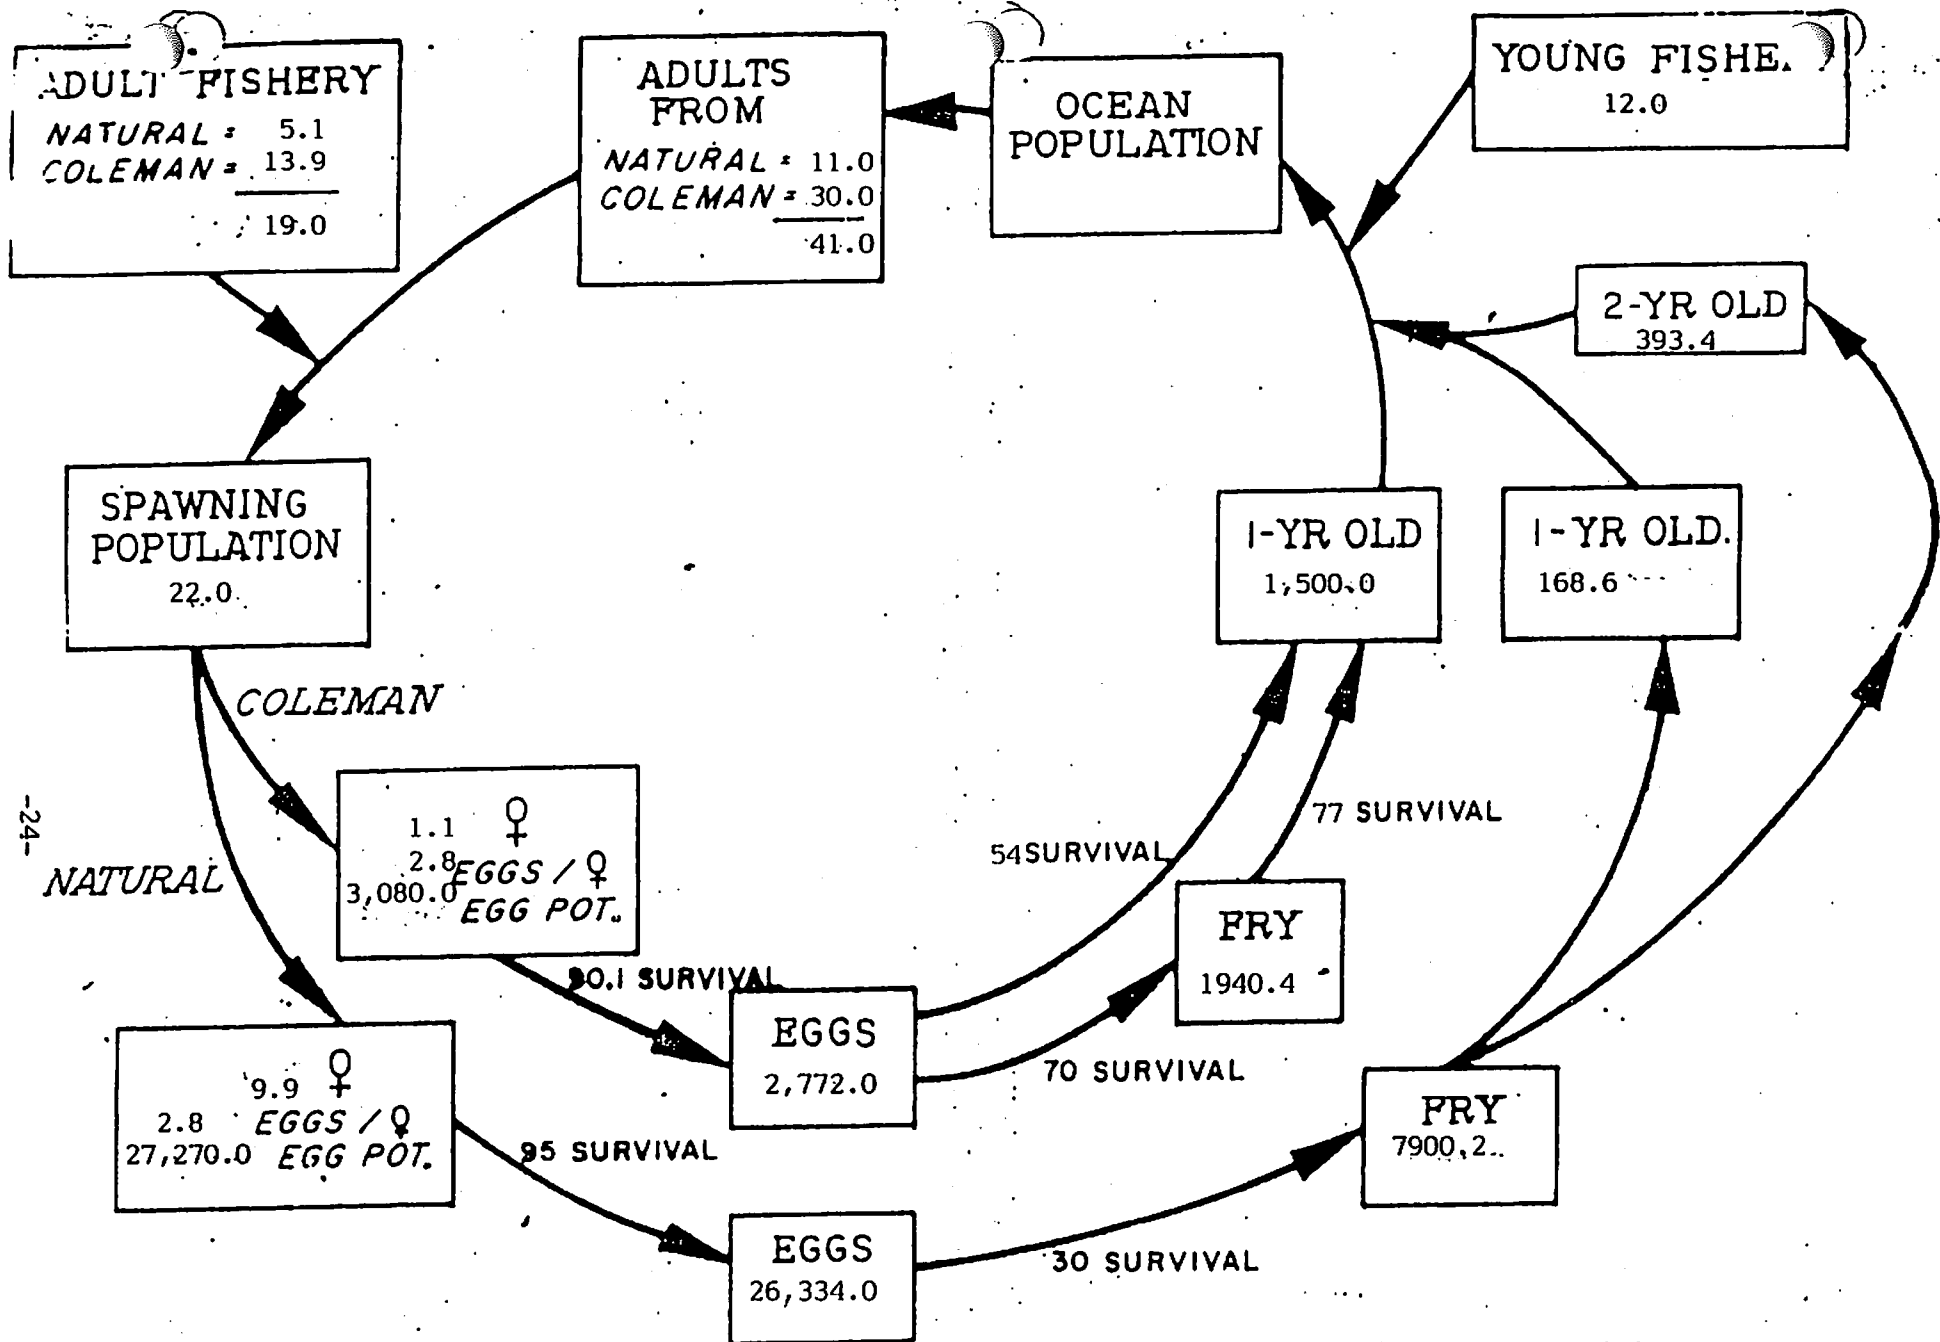 ADULT FISHERY
NATURAL = 5.1
COLEMAN = 13.9
19.0
ADULTS
FROM
NATURAL = 11.0
COLEMAN = 30.0
41.0
OCEAN
POPULATION
YOUNG
12.0
2-YR OLD
393.4
SPAWNING
POPULATION
22.0
1-YR OLD
1,500.0
1-YR OLD.
168.6
COLEMAN
NATURAL
1.1 ♀
2.8 EGGS / ♀
3,080.0 EGG POT.
54 SURVIVAL
77 SURVIVAL
FRY
1940.4
90.1 SURVIVAL
EGGS
2,772.0
70 SURVIVAL
9.9 ♀
2.8 EGGS / ♀
27,270.0 EGG POT.
95 SURVIVAL
FRY
7900.2
EGGS
26,334.0
30 SURVIVAL
-24-